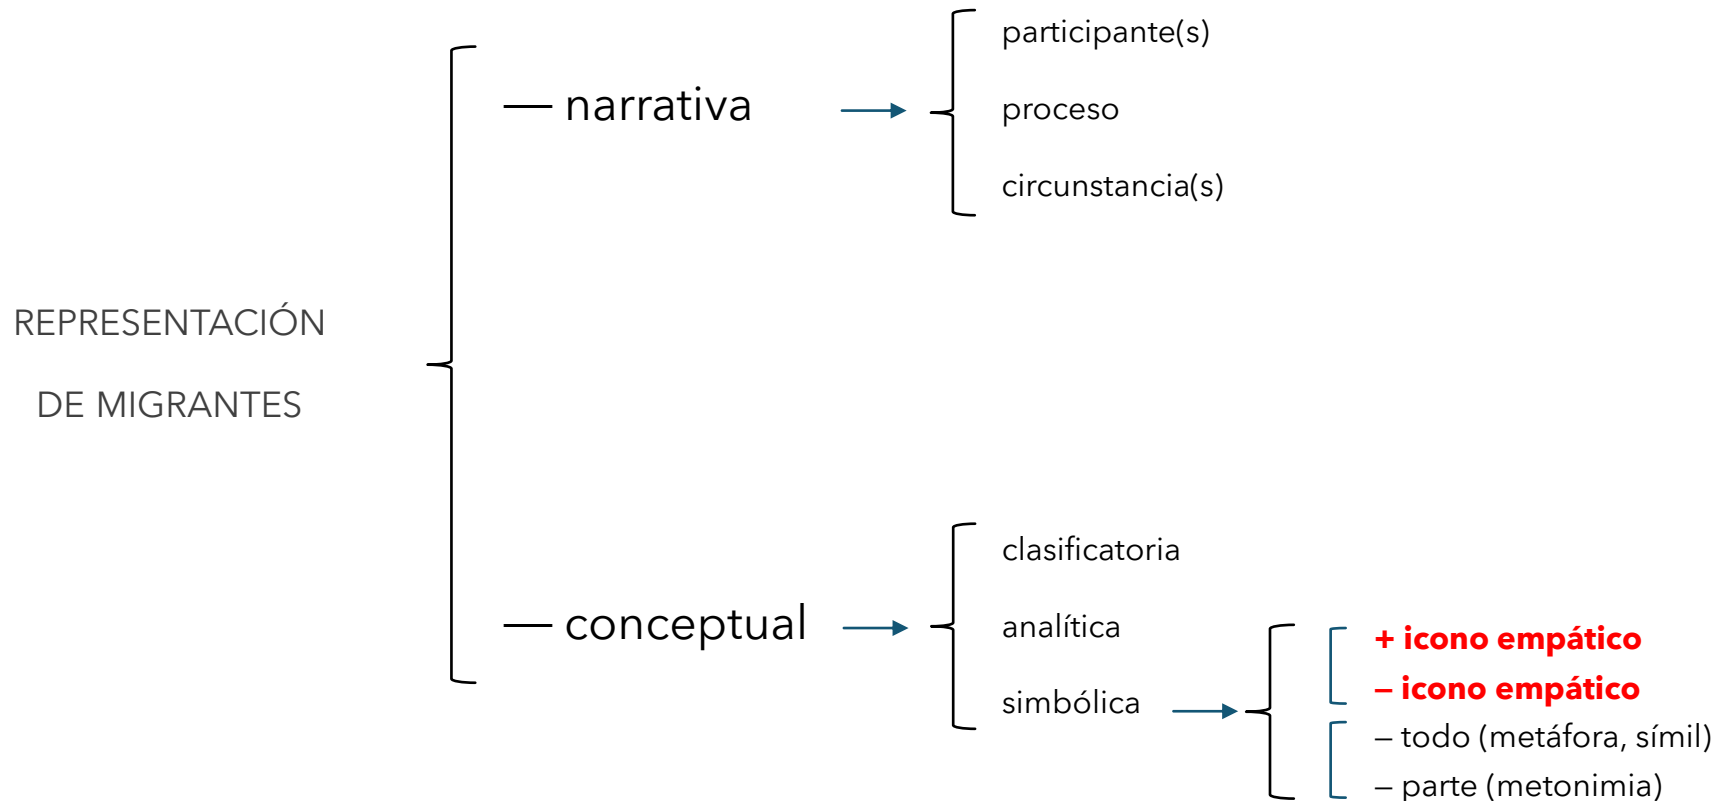 REPRESENTACIÓN
DE MIGRANTES
— narrativa
participante(s)
proceso
circunstancia(s)
— conceptual
clasificatoria
analítica
simbólica
+ icono empático
– icono empático
– todo (metáfora, símil)
– parte (metonimia)